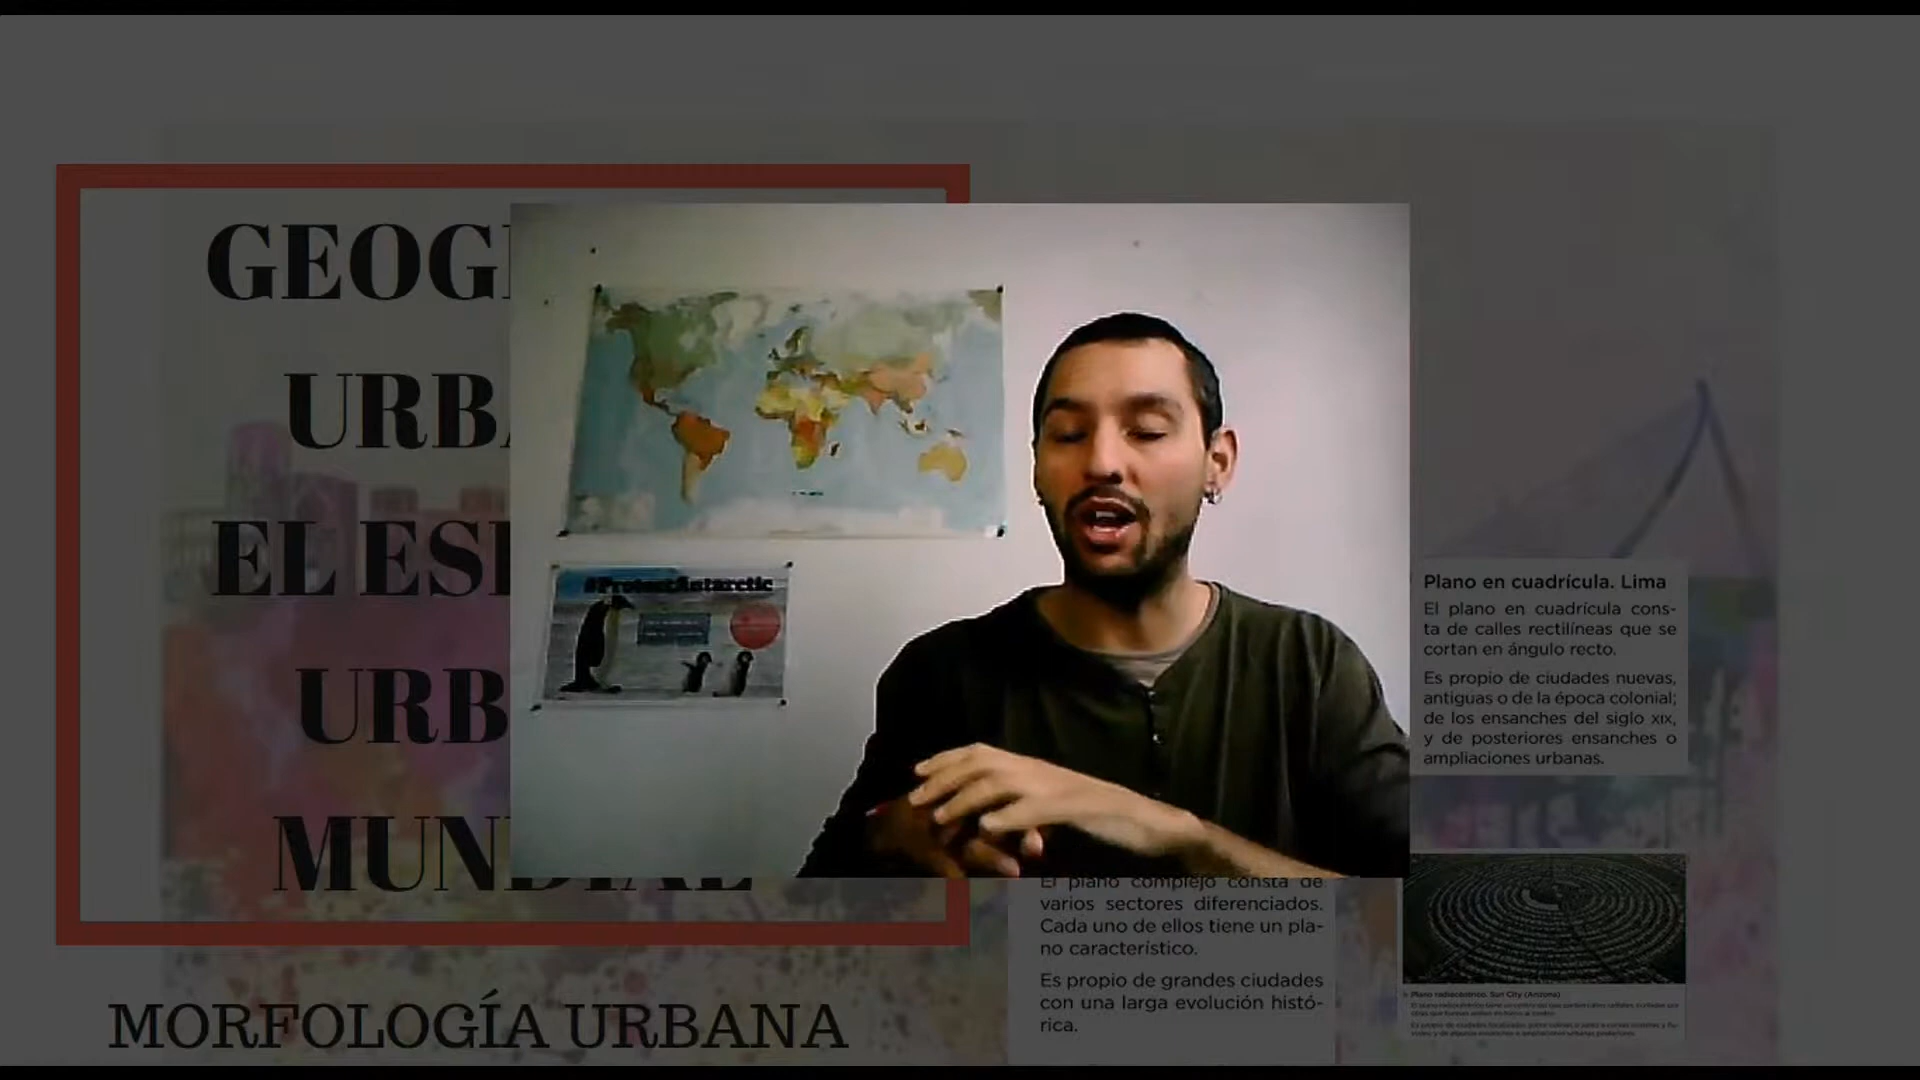 GEOG
URBA
EL ESP
URB
MUNDIAL
MORFOLOGÍA URBANA
#ProtectAntarctic
Plano en cuadrícula. Lima
El plano en cuadrícula cons-
ta de calles rectilíneas que se
cortan en ángulo recto.
Es propio de ciudades nuevas,
antiguas o de la época colonial;
de los ensanches del siglo XIX,
y de posteriores ensanches o
ampliaciones urbanas.
El plano complejo consta de
varios sectores diferenciados.
Cada uno de ellos tiene un pla-
no característico.
Es propio de grandes ciudades
con una larga evolución histó-
rica.
Plano radiocéntrico. Sun City (Arizona)